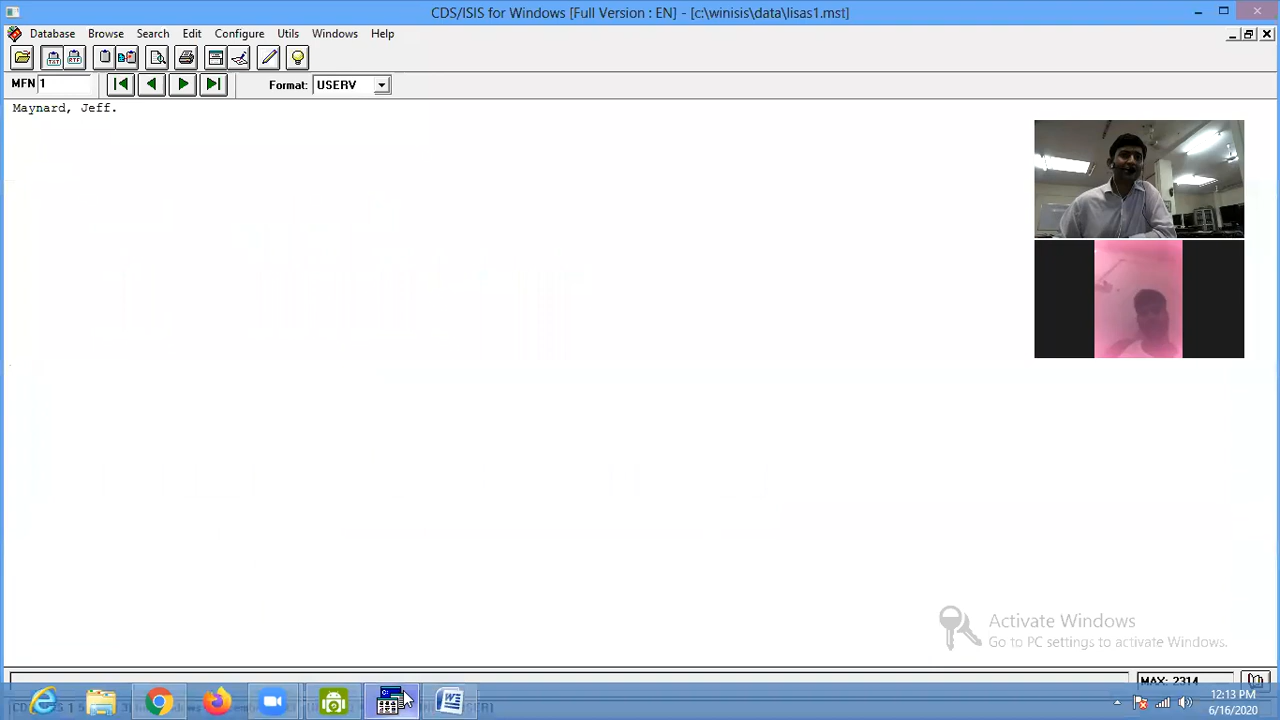 CDS/ISIS for Windows [Full Version : EN] - [c:\winisis\data\lisas1.mst]
Database Browse Search Edit Configure Utils Windows Help
MFN 1 Format: USERV
Maynard, Jeff.
Activate Windows
Go to PC settings to activate Windows.
MAX: 2314
12:13 PM
6/16/2020